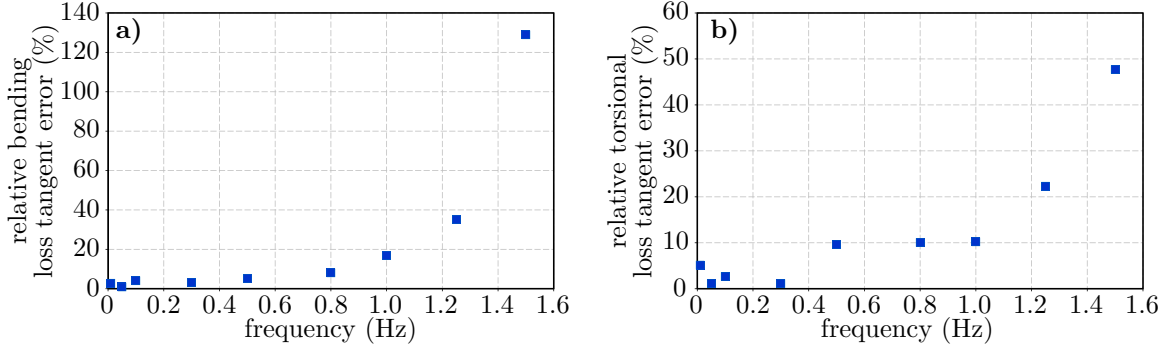 a)
relative bending
loss tangent error (%)
140
120
100
80
60
40
20
0
0 0.2 0.4 0.6 0.8 1.0 1.2 1.4 1.6
frequency (Hz)
b)
relative torsional
loss tangent error (%)
60
50
40
30
20
10
0
0 0.2 0.4 0.6 0.8 1.0 1.2 1.4 1.6
frequency (Hz)